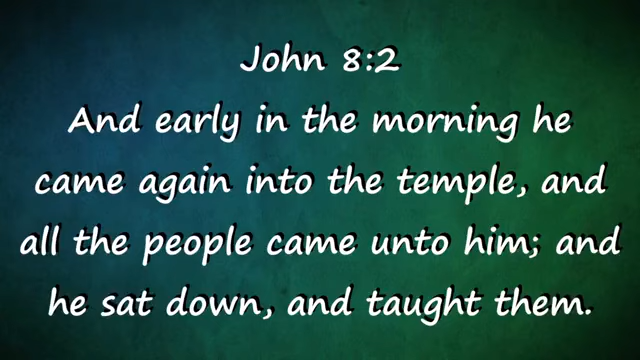 John 8:2
And early in the morning he
came again into the temple, and
all the people came unto him; and
he sat down, and taught them.